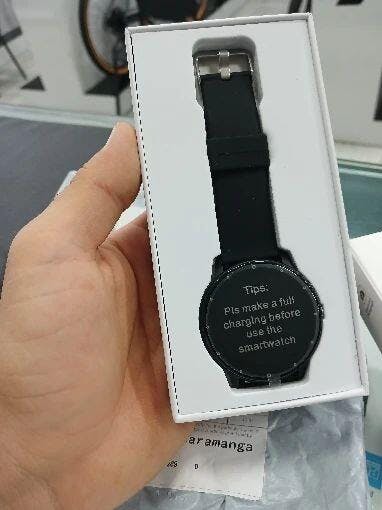 Tips:
Pls make a full
charging before
use the
smartwatch
aramanga